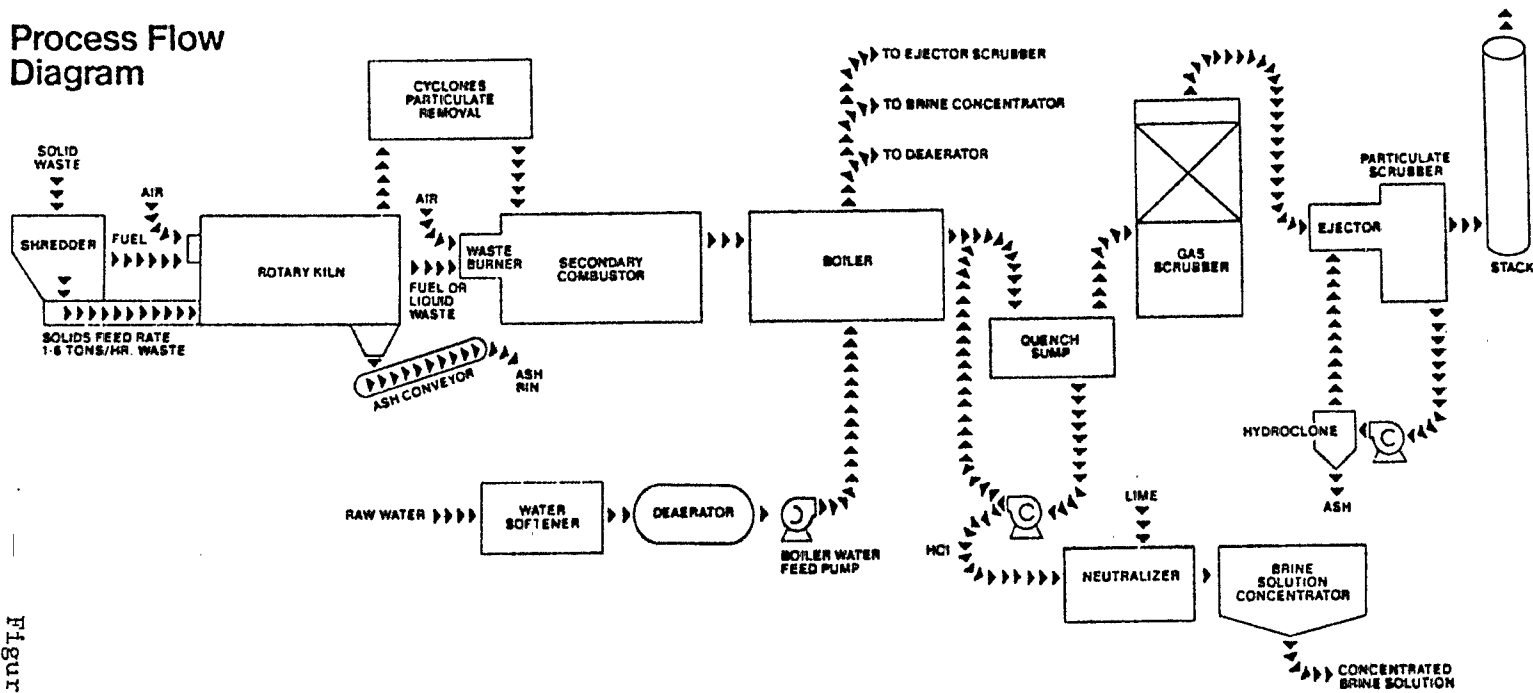 Process Flow
Diagram
CYCLONES
PARTICULATE
REMOVAL
TO EJECTOR SCRUBBER
TO BRINE CONCENTRATOR
TO DEAERATOR
SOLID
WASTE
AIR
SHREDDER
FUEL
ROTARY KILN
SOLIDS FEED RATE
1-6 TONS/HR. WASTE
ASH CONVEYOR
ASH
BIN
AIR
WASTE
BURNER
FUEL OR
LIQUID
WASTE
SECONDARY
COMBUSTOR
BOILER
QUENCH
SUMP
GAS
SCRUBBER
PARTICULATE
SCRUBBER
EJECTOR
STACK
HYDROCLONE
C
ASH
RAW WATER
WATER
SOFTENER
DEAERATOR
BOILER WATER
FEED PUMP
C
HCl
LIME
NEUTRALIZER
BRINE
SOLUTION
CONCENTRATOR
CONCENTRATED
BRINE SOLUTION
Figur